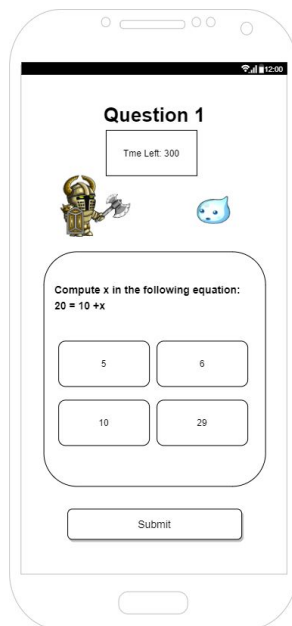 12:00
Question 1
Tme Left: 300
Compute x in the following equation:
20 = 10 +x
5 6
10 29
Submit